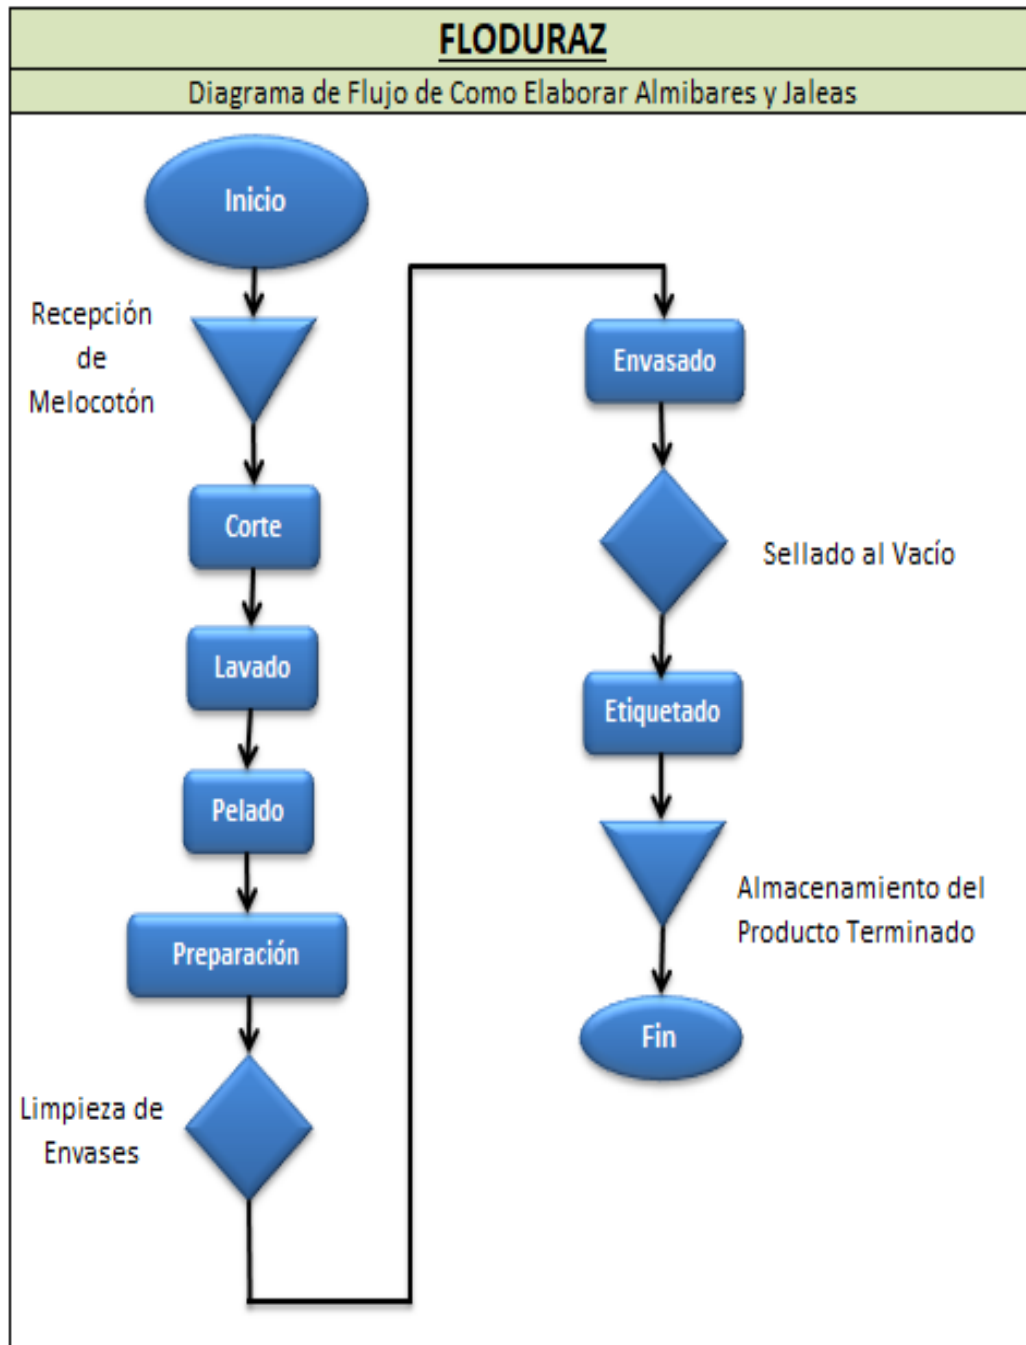 FLODURAZ
Diagrama de Flujo de Como Elaborar Almibares y Jaleas
Inicio
Recepción
de
Melocotón
Corte
Lavado
Pelado
Preparación
Limpieza de
Envases
Envasado
Sellado al Vacío
Etiquetado
Almacenamiento del
Producto Terminado
Fin